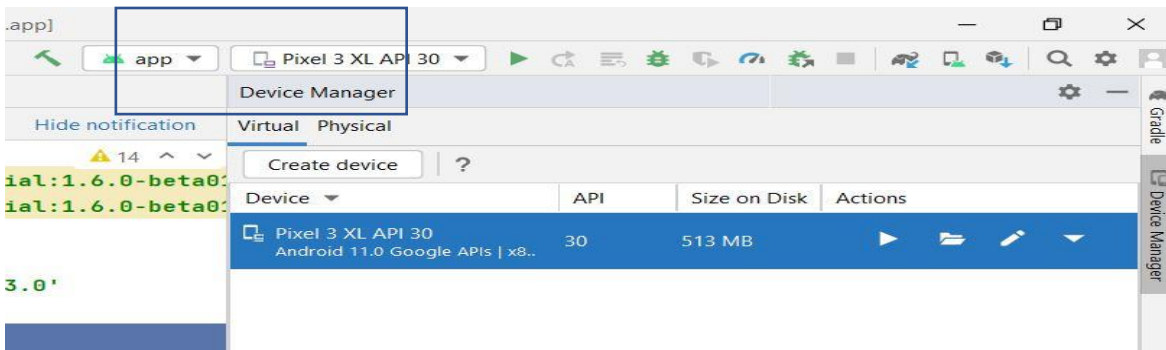 .app]
app
Pixel 3 XL API 30
Device Manager
Hide notification
Virtual Physical
14
Create device ?
ial:1.6.0-beta01
ial:1.6.0-beta01
Device API Size on Disk Actions
Pixel 3 XL API 30 30 513 MB
Android 11.0 Google APIs | x8..
3.0'
Gradle
Device Manager